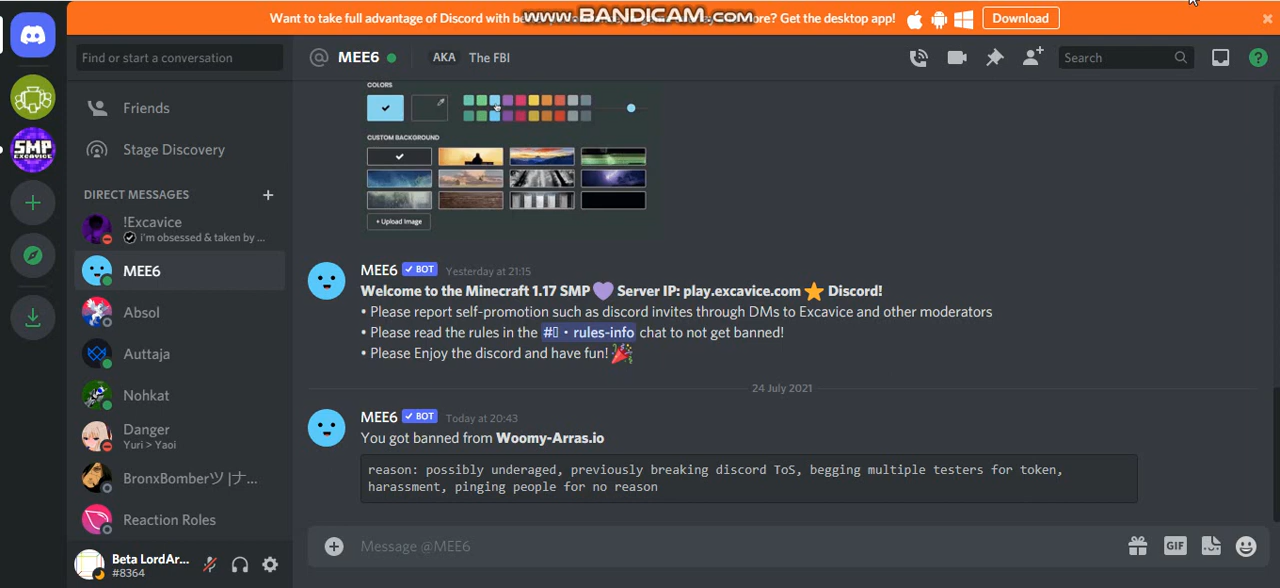 Want to take full advantage of Discord with be
www.BANDICAM.COM
ore? Get the desktop app!
Download
Find or start a conversation
MEE6
AKA
The FBI
Search
Friends
Stage Discovery
DIRECT MESSAGES
!Excavice
i'm obsessed & taken by ...
MEE6
Absol
Auttaja
Nohkat
Danger
Yuri > Yaoi
BronxBomberツ |ナ...
Reaction Roles
Beta LordAr...
#8364
SMP
EXCAVICE
COLORS
CUSTOM BACKGROUND
+ Upload Image
MEE6 ✓ BOT Yesterday at 21:15
Welcome to the Minecraft 1.17 SMP 💜 Server IP: play.excavice.com ⭐ Discord!
• Please report self-promotion such as discord invites through DMs to Excavice and other moderators
• Please read the rules in the #▯・rules-info chat to not get banned!
• Please Enjoy the discord and have fun! 🎉
24 July 2021
MEE6 ✓ BOT Today at 20:43
You got banned from Woomy-Arras.io
reason: possibly underaged, previously breaking discord ToS, begging multiple testers for token,
harassment, pinging people for no reason
Message @MEE6
GIF